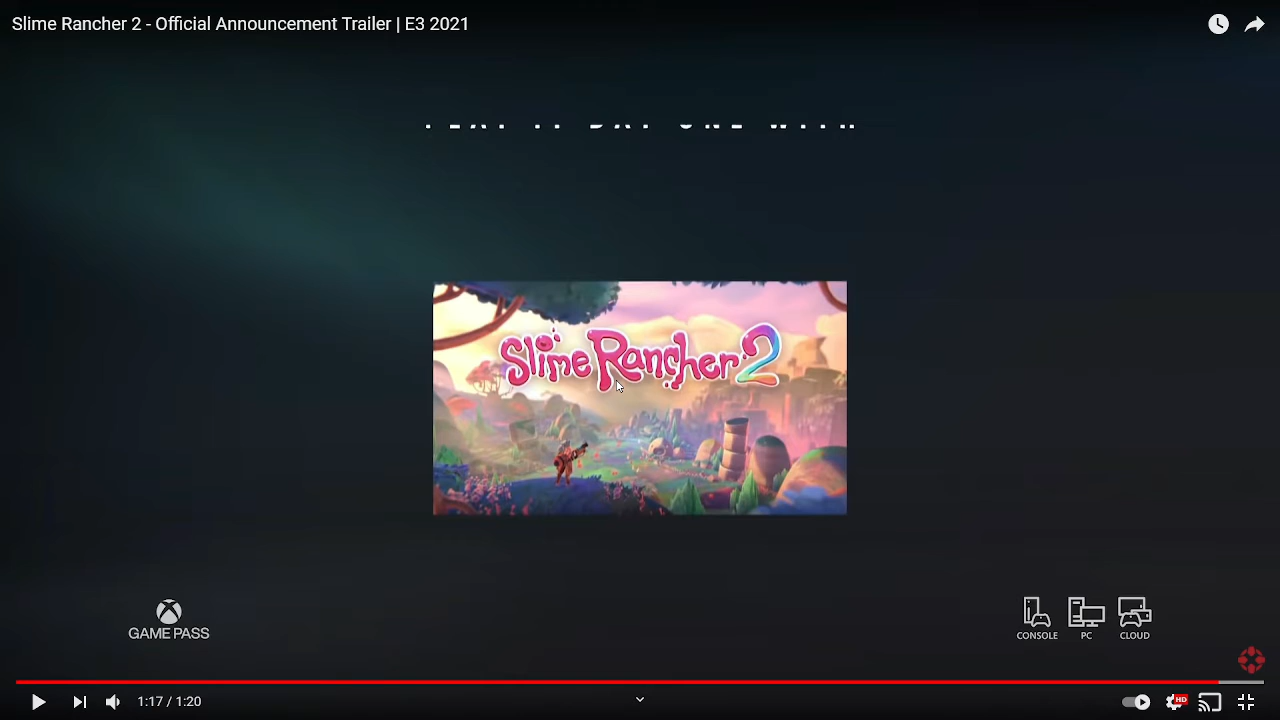 Slime Rancher 2 - Official Announcement Trailer | E3 2021
Slime Rancher 2
GAME PASS
CONSOLE
PC
CLOUD
1:17 / 1:20
HD